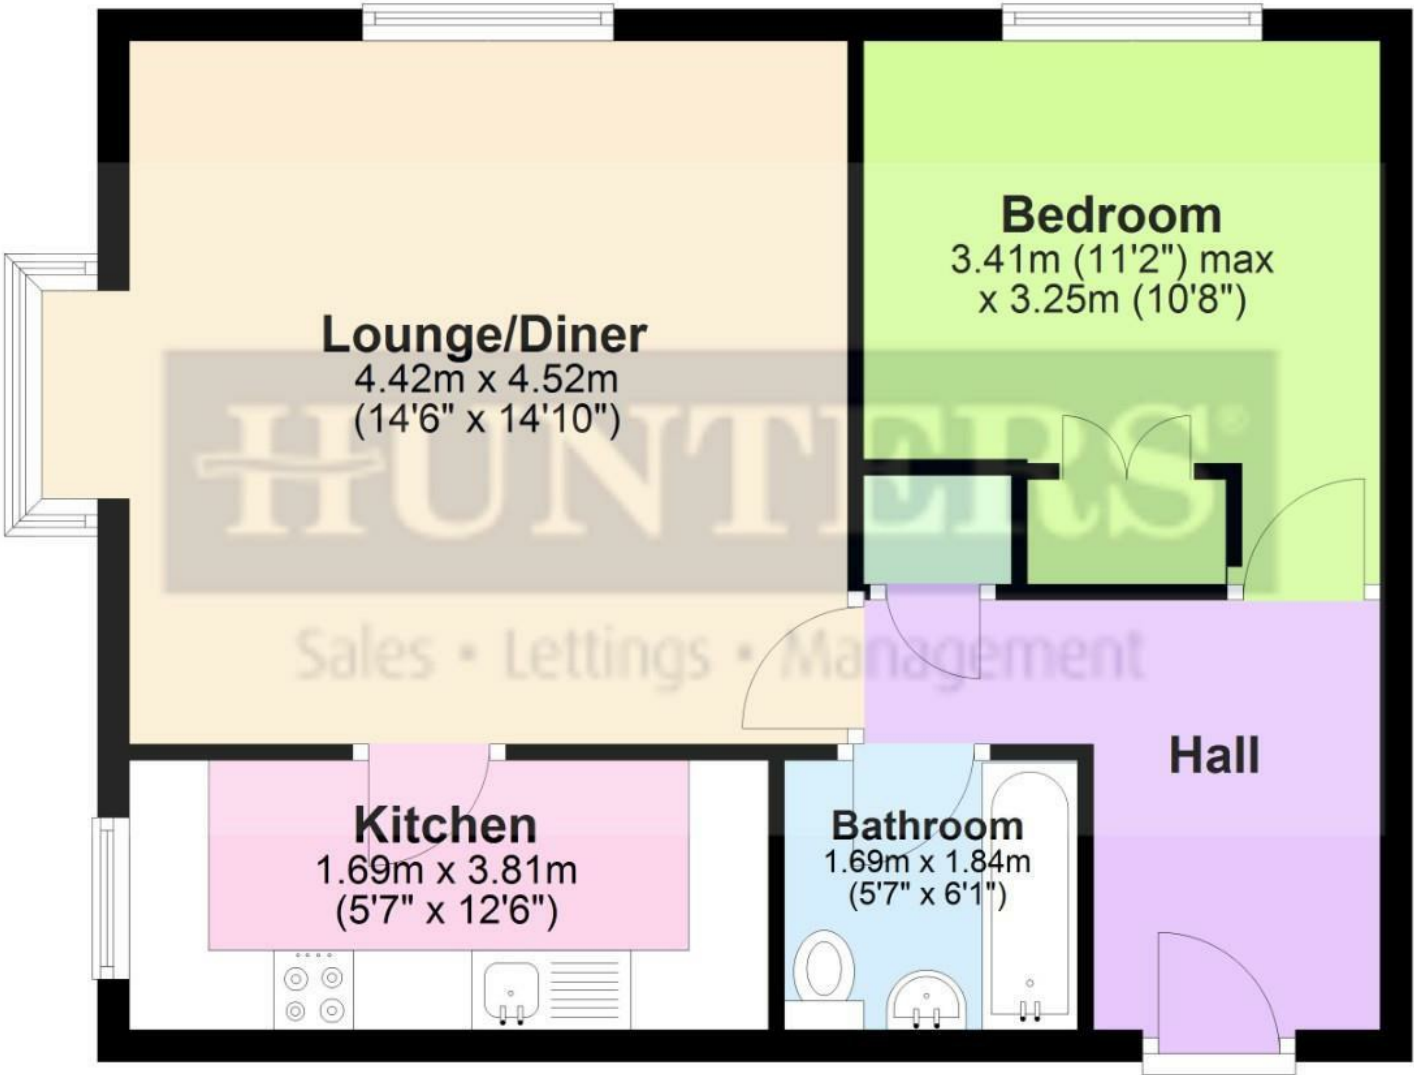 Bedroom
3.41m (11'2") max
x 3.25m (10'8")
Lounge/Diner
4.42m x 4.52m
(14'6" x 14'10")
HUNTERS®
Sales • Lettings • Management
Hall
Kitchen
1.69m x 3.81m
(5'7" x 12'6")
Bathroom
1.69m x 1.84m
(5'7" x 6'1")